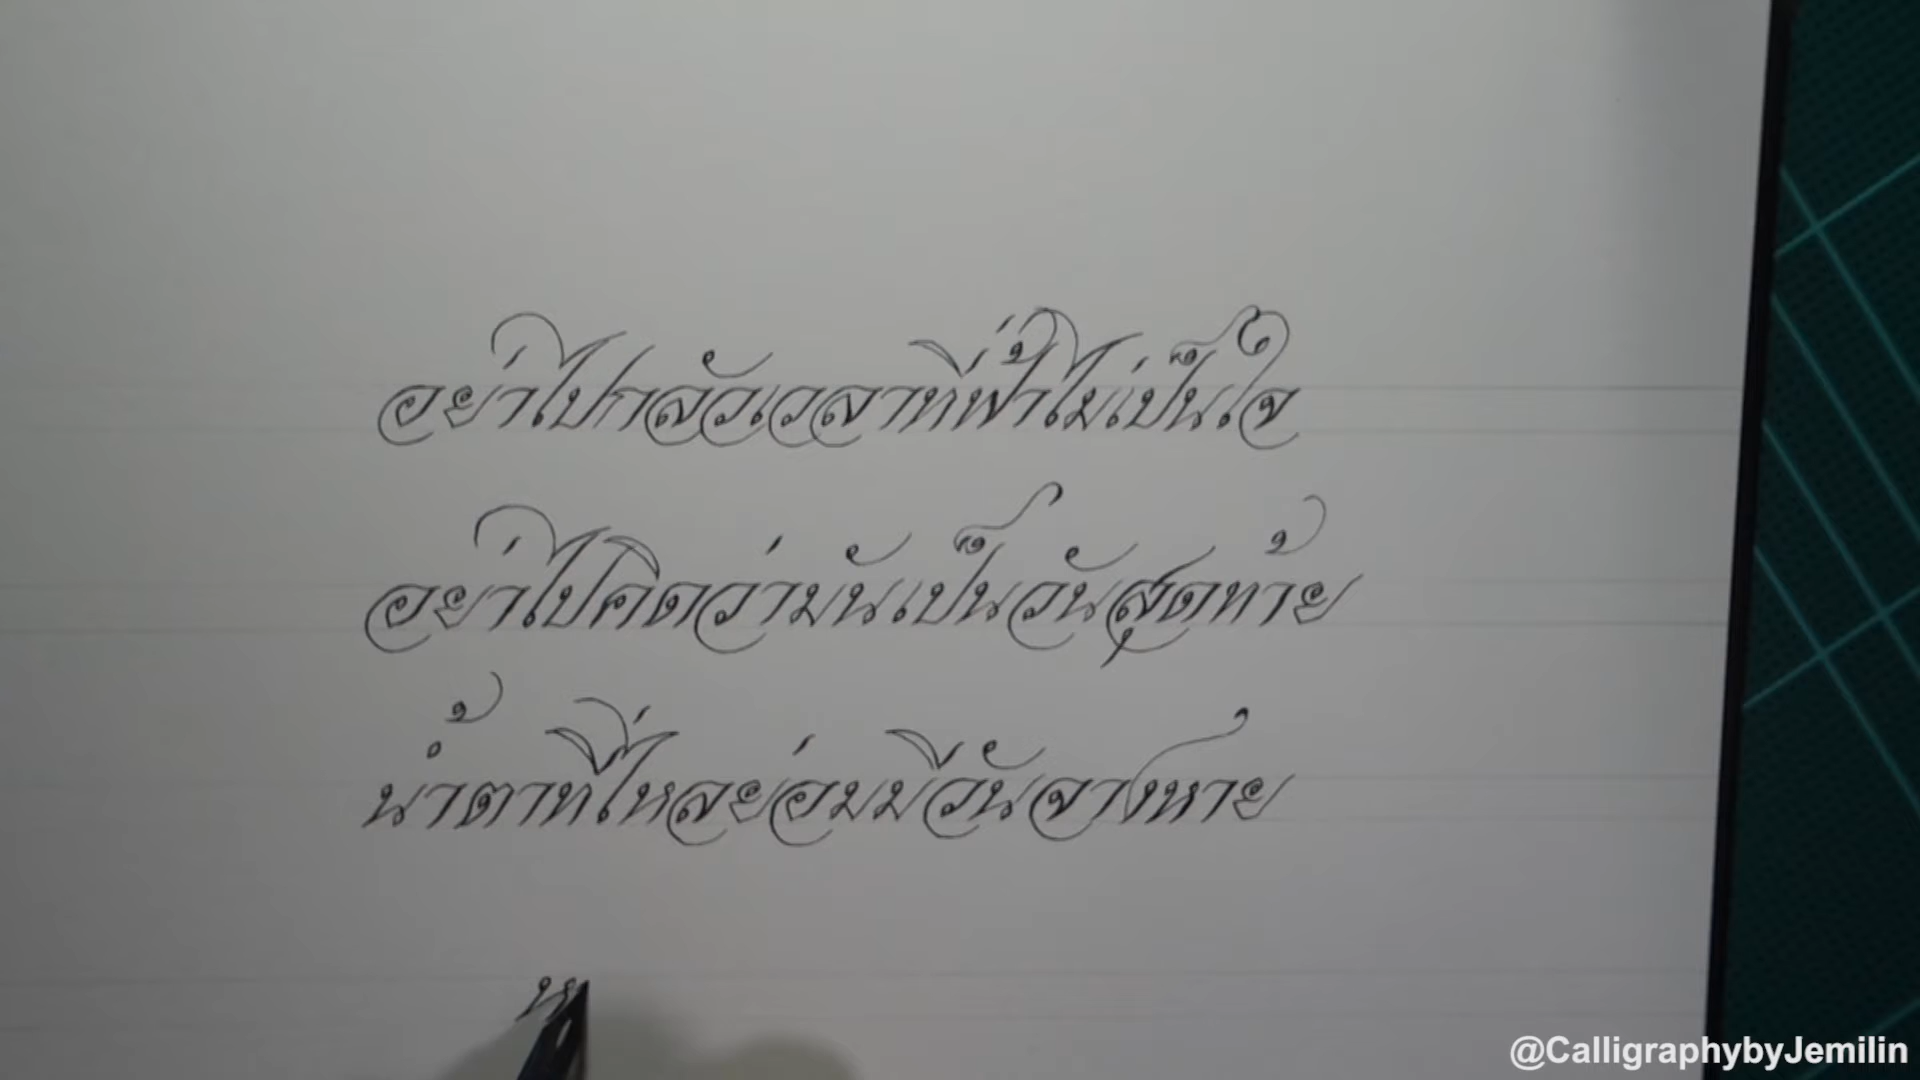 อย่าไปกลัวเวลาที่ฟ้าไม่เป็นใจ
อย่าไปคิดว่ามันเป็นวันสุดท้าย
น้ำตาที่ไหลย่อมมีวันจางหาย
ห
@CalligraphybyJemilin